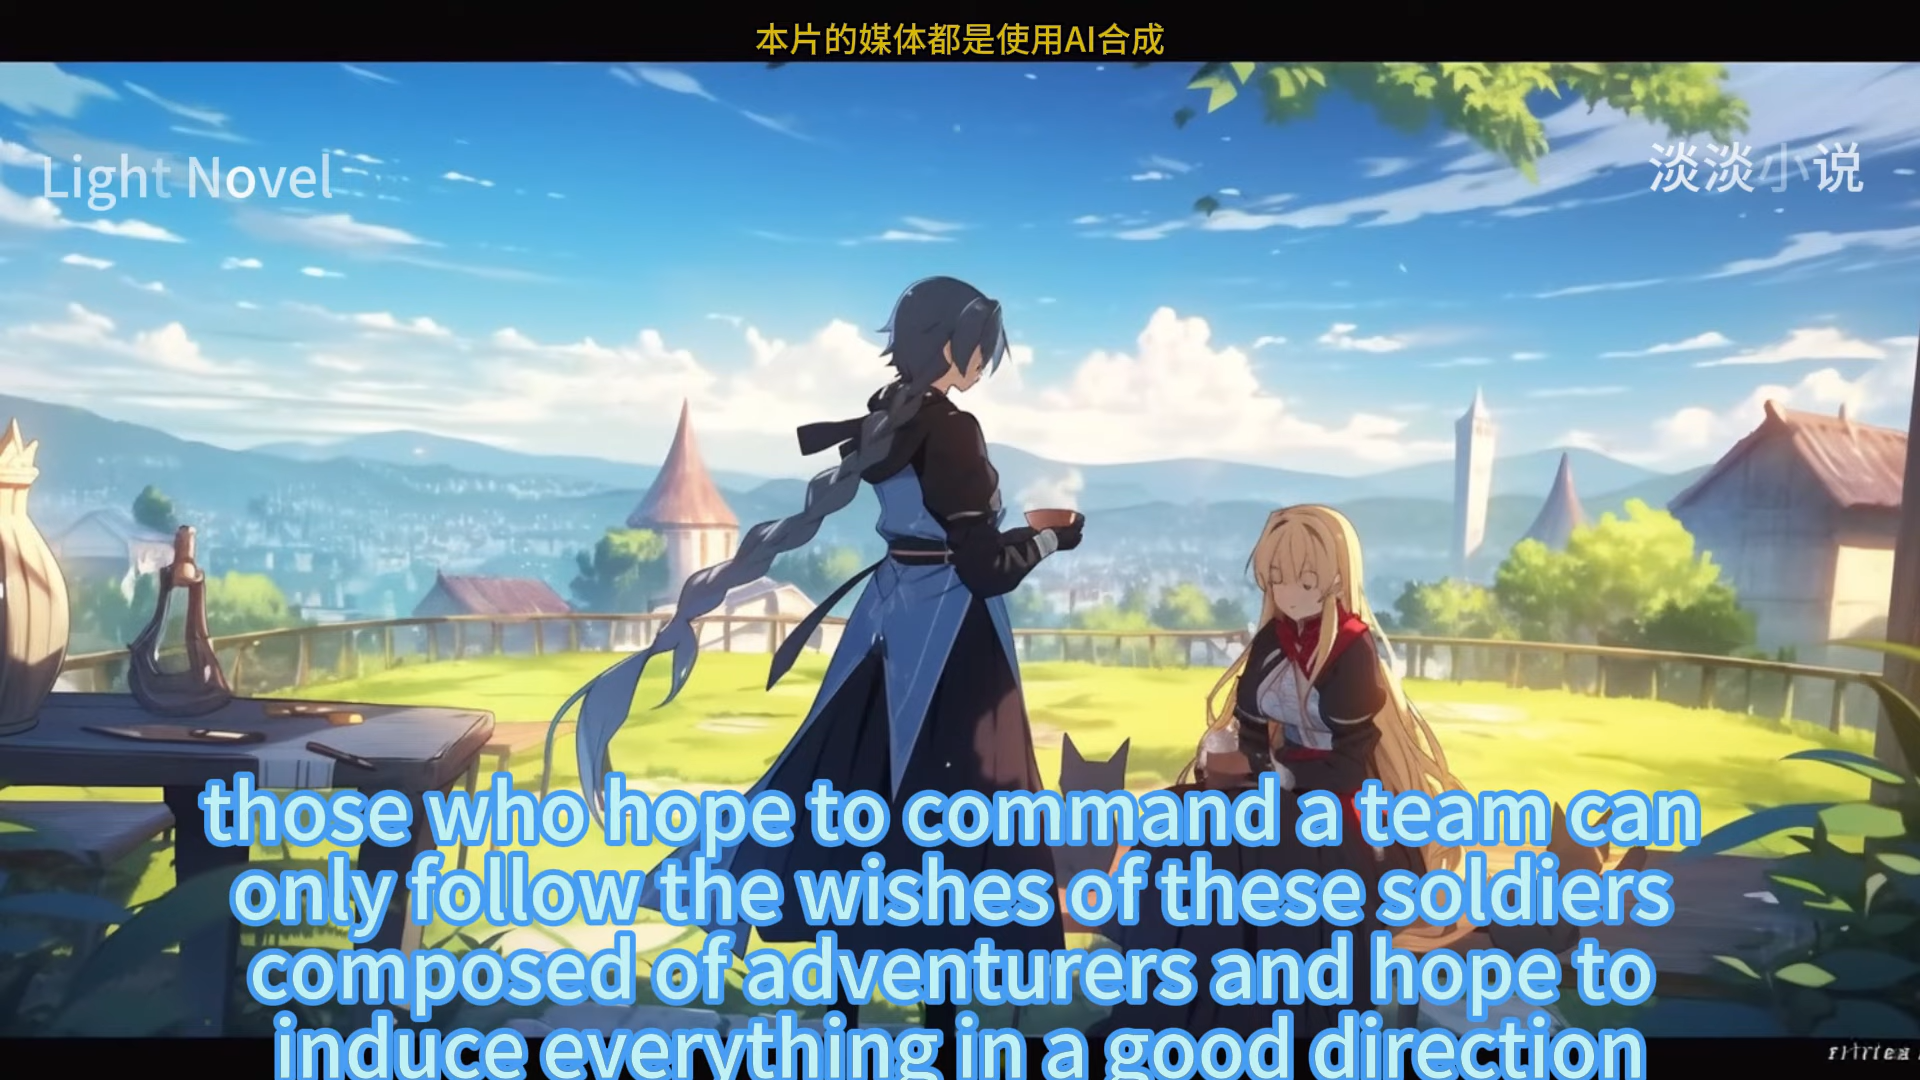 本片的媒体都是使用AI合成
Light Novel
淡淡小说
those who hope to command a team can
only follow the wishes of these soldiers
composed of adventurers and hope to
induce everything in a good direction